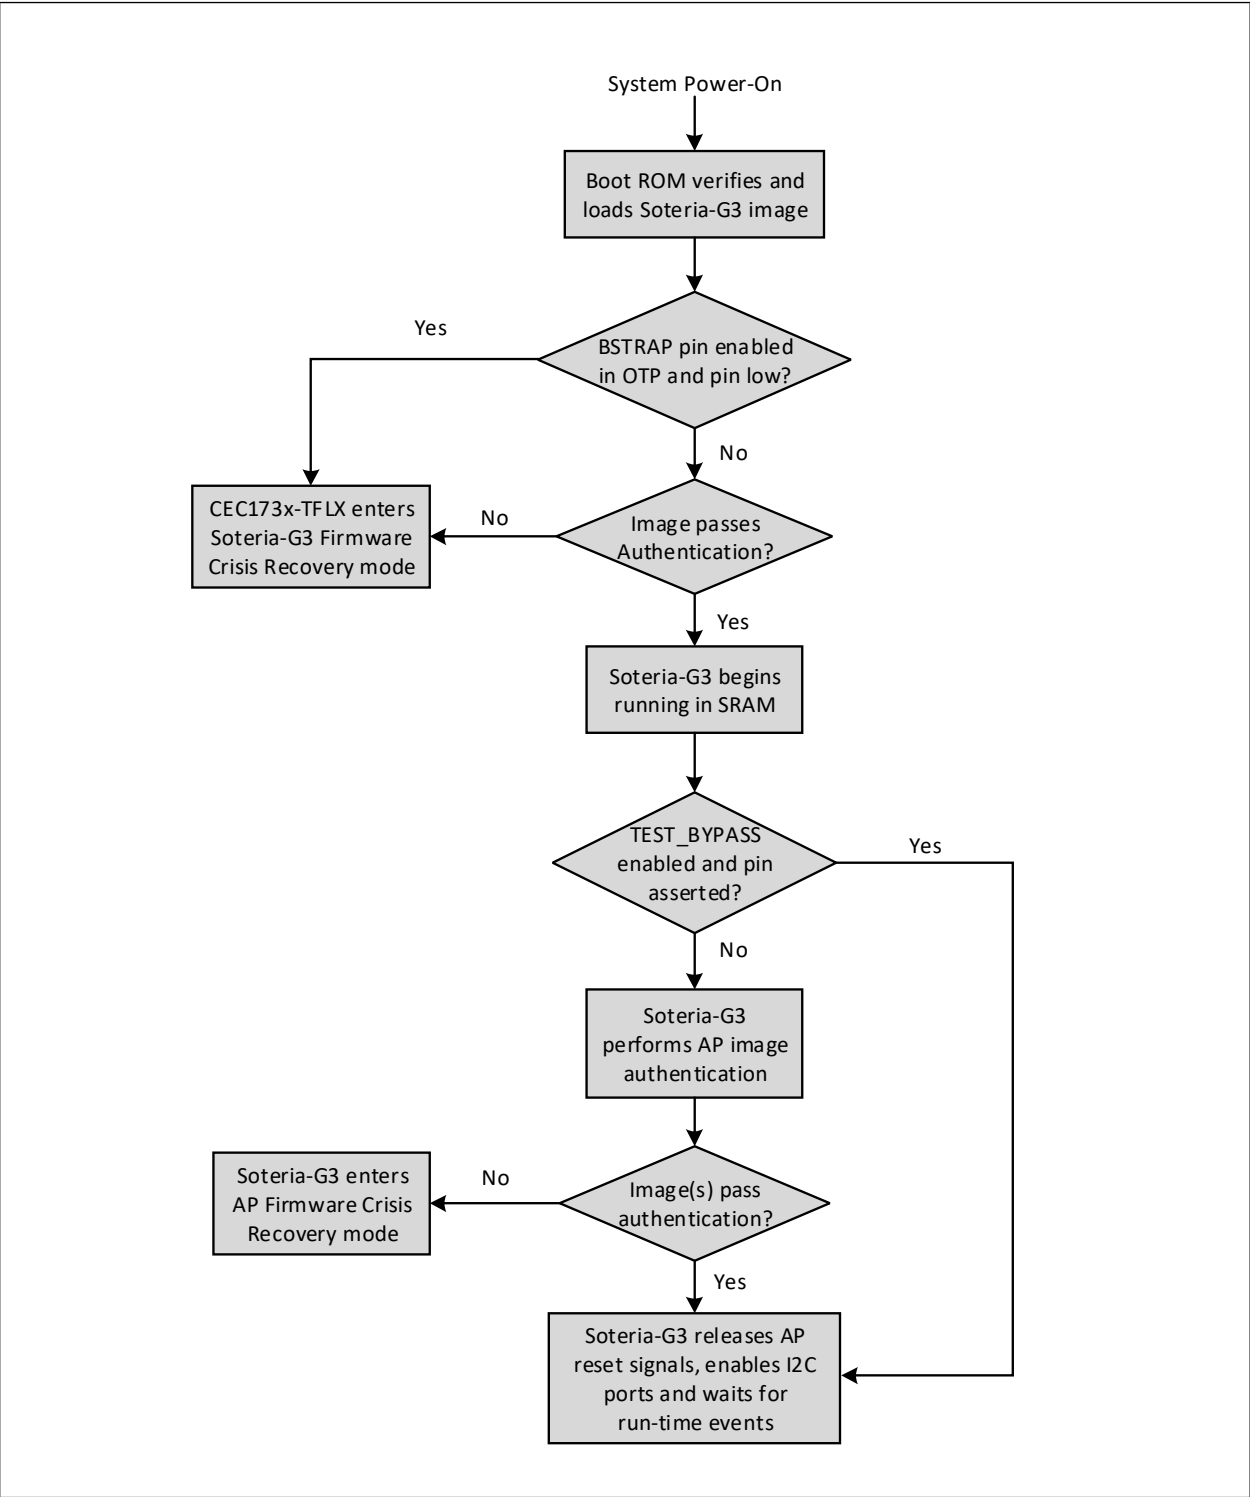 System Power-On
Boot ROM verifies and
loads Soteria-G3 image
Yes
BSTRAP pin enabled
in OTP and pin low?
No
CEC173x-TFLX enters
Soteria-G3 Firmware
Crisis Recovery mode
No
Image passes
Authentication?
Yes
Soteria-G3 begins
running in SRAM
TEST_BYPASS
enabled and pin
asserted?
Yes
No
Soteria-G3
performs AP image
authentication
Soteria-G3 enters
AP Firmware Crisis
Recovery mode
No
Image(s) pass
authentication?
Yes
Soteria-G3 releases AP
reset signals, enables I2C
ports and waits for
run-time events